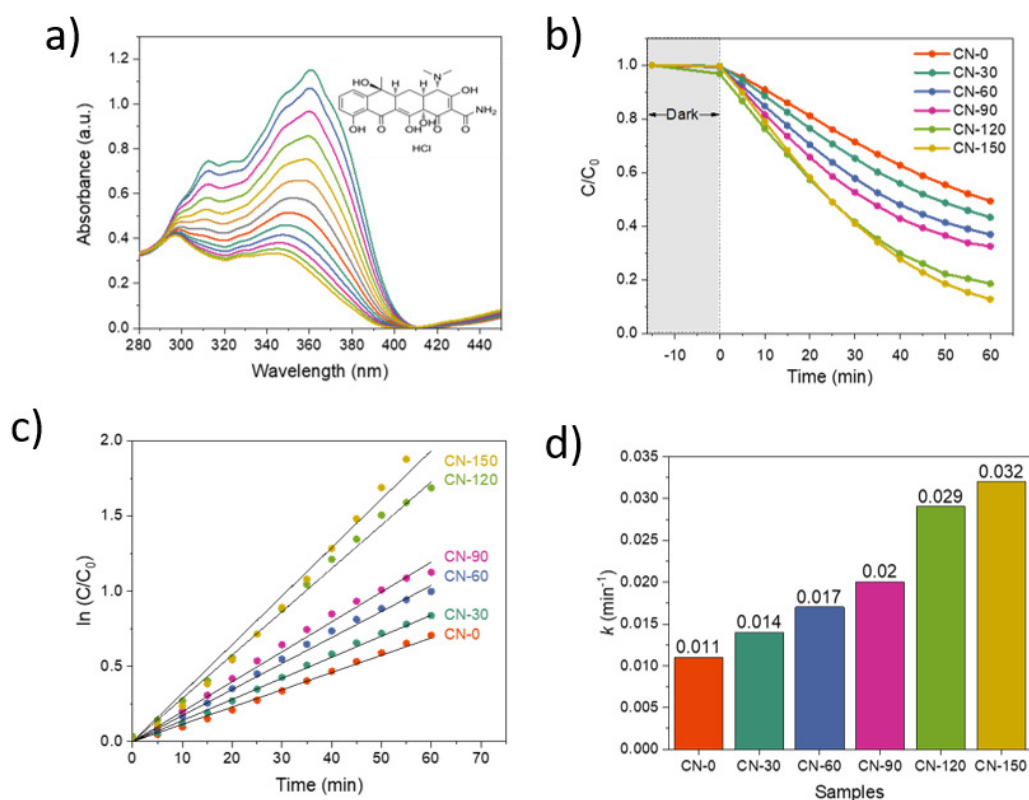 a)
Absorbance (a.u.)
1.2
1.0
0.8
0.6
0.4
0.2
0.0
280 300 320 340 360 380 400 420 440
Wavelength (nm)
HO
H
H
N
OH
NH₂
OH
O
OH
OH
O
O
HCl
b)
C/C₀
1.0
0.8
0.6
0.4
0.2
0.0
Dark
CN-0
CN-30
CN-60
CN-90
CN-120
CN-150
-10 0 10 20 30 40 50 60
Time (min)
c)
ln (C/C₀)
2.0
1.5
1.0
0.5
0.0
CN-150
CN-120
CN-90
CN-60
CN-30
CN-0
0 10 20 30 40 50 60 70
Time (min)
d)
k (min⁻¹)
0.035
0.030
0.025
0.020
0.015
0.010
0.005
0.000
0.011
0.014
0.017
0.02
0.029
0.032
CN-0 CN-30 CN-60 CN-90 CN-120 CN-150
Samples